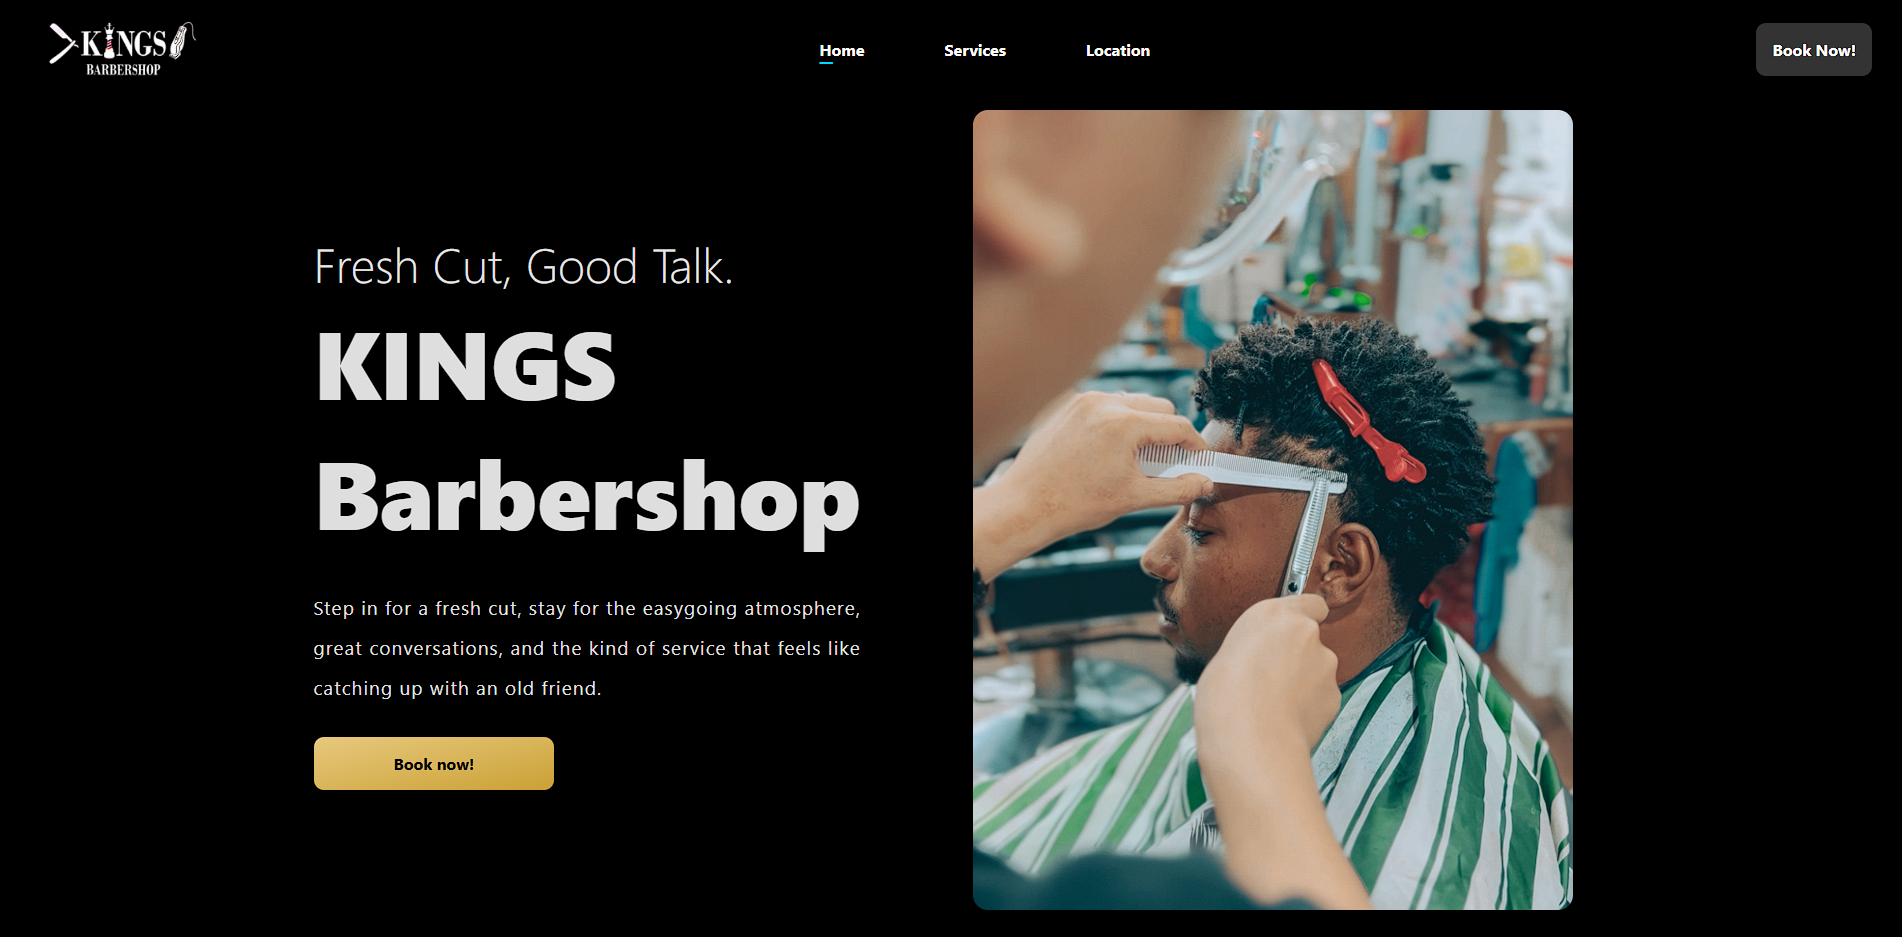 KINGS
BARBERSHOP
Home
Services
Location
Book Now!
Fresh Cut, Good Talk.
KINGS
Barbershop
Step in for a fresh cut, stay for the easygoing atmosphere,
great conversations, and the kind of service that feels like
catching up with an old friend.
Book now!